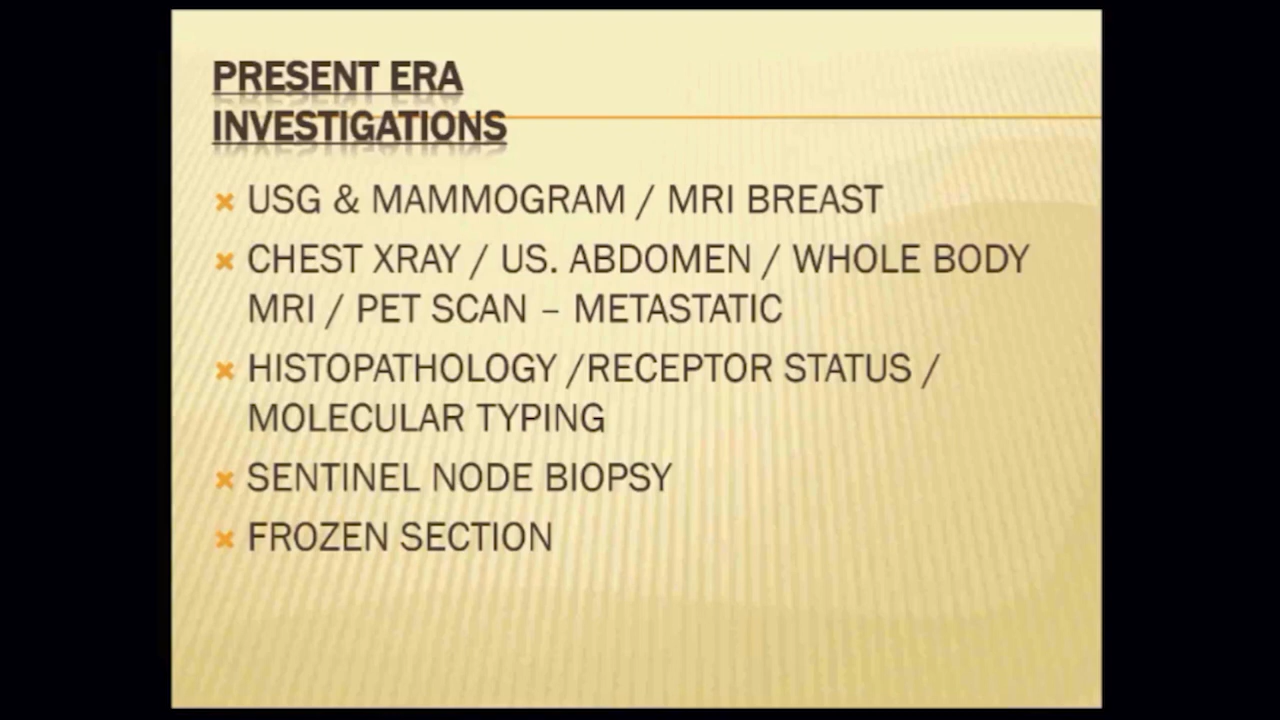 PRESENT ERA
INVESTIGATIONS
USG & MAMMOGRAM / MRI BREAST
CHEST XRAY / US. ABDOMEN / WHOLE BODY
MRI / PET SCAN – METASTATIC
HISTOPATHOLOGY /RECEPTOR STATUS /
MOLECULAR TYPING
SENTINEL NODE BIOPSY
FROZEN SECTION